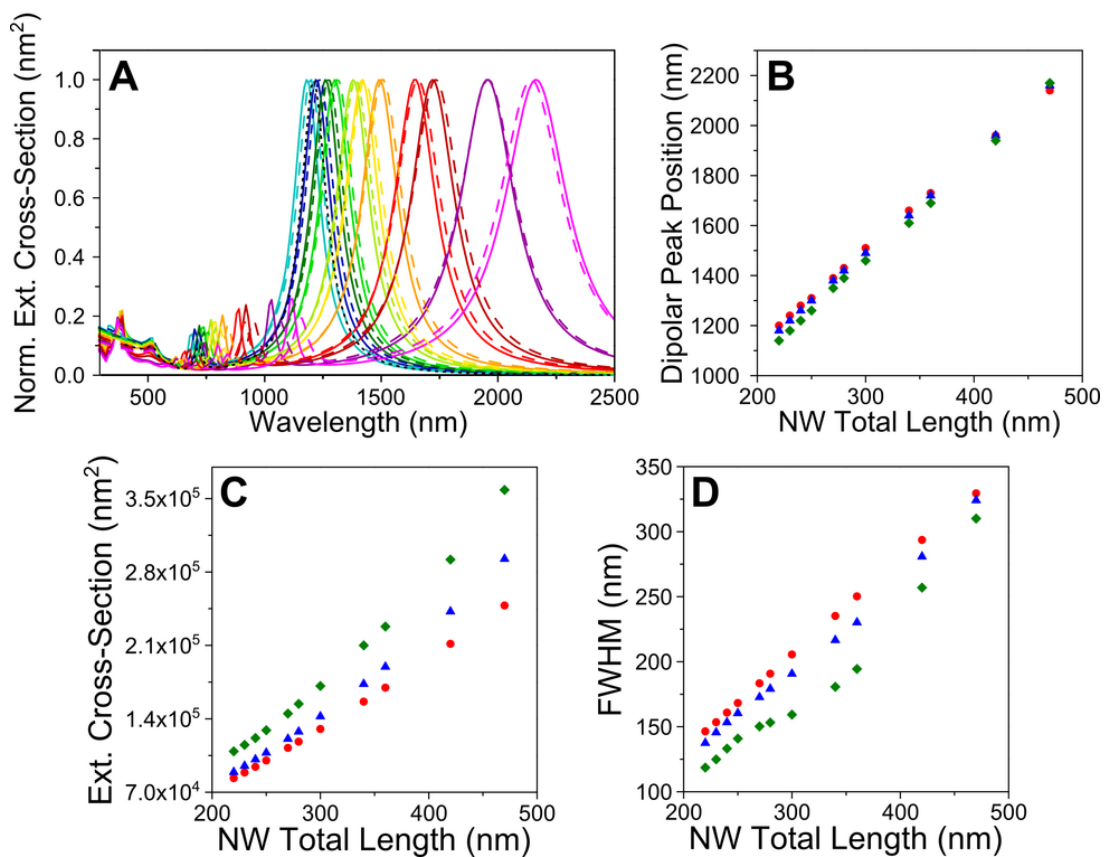 A
Norm. Ext. Cross-Section (nm²)
1.0
0.8
0.6
0.4
0.2
0.0
500 1000 1500 2000 2500
Wavelength (nm)
B
Dipolar Peak Position (nm)
2200
2000
1800
1600
1400
1200
1000
200 300 400 500
NW Total Length (nm)
C
Ext. Cross-Section (nm²)
3.5x10⁵
2.8x10⁵
2.1x10⁵
1.4x10⁵
7.0x10⁴
200 300 400 500
NW Total Length (nm)
D
FWHM (nm)
350
300
250
200
150
100
200 300 400 500
NW Total Length (nm)